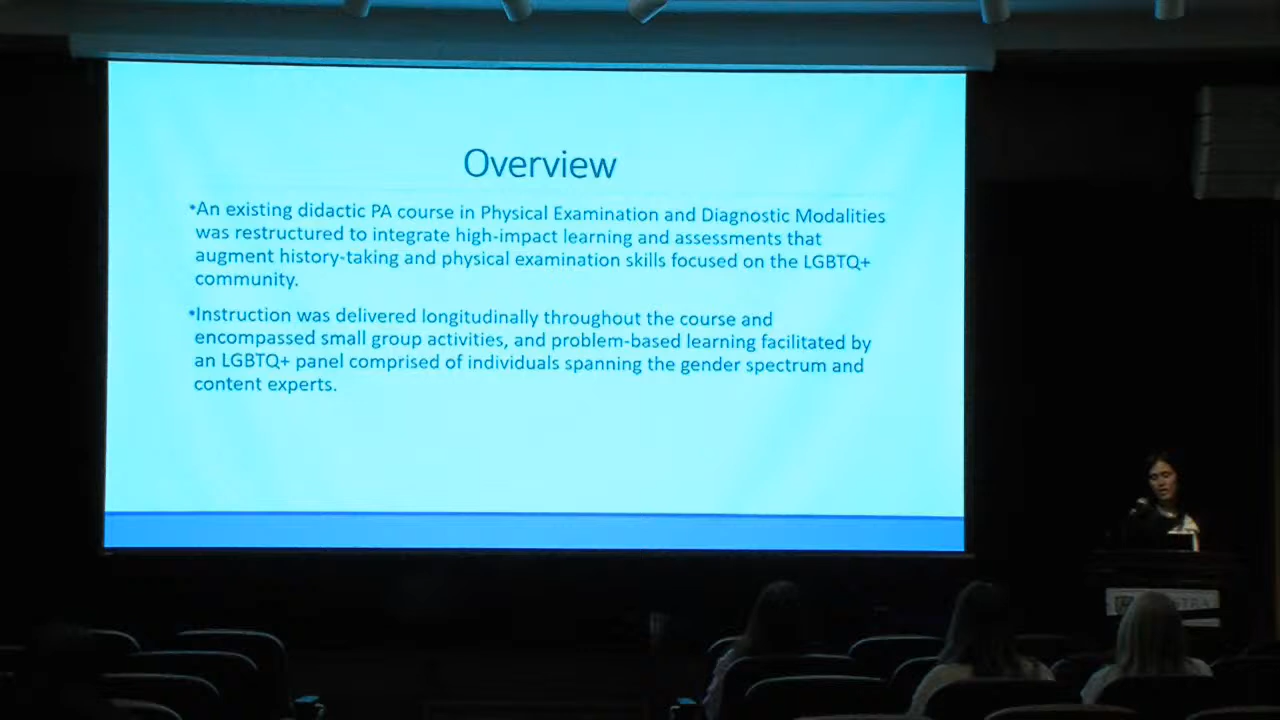 Overview
*An existing didactic PA course in Physical Examination and Diagnostic Modalities
was restructured to integrate high-impact learning and assessments that
augment history-taking and physical examination skills focused on the LGBTQ+
community.
*Instruction was delivered longitudinally throughout the course and
encompassed small group activities, and problem-based learning facilitated by
an LGBTQ+ panel comprised of individuals spanning the gender spectrum and
content experts.